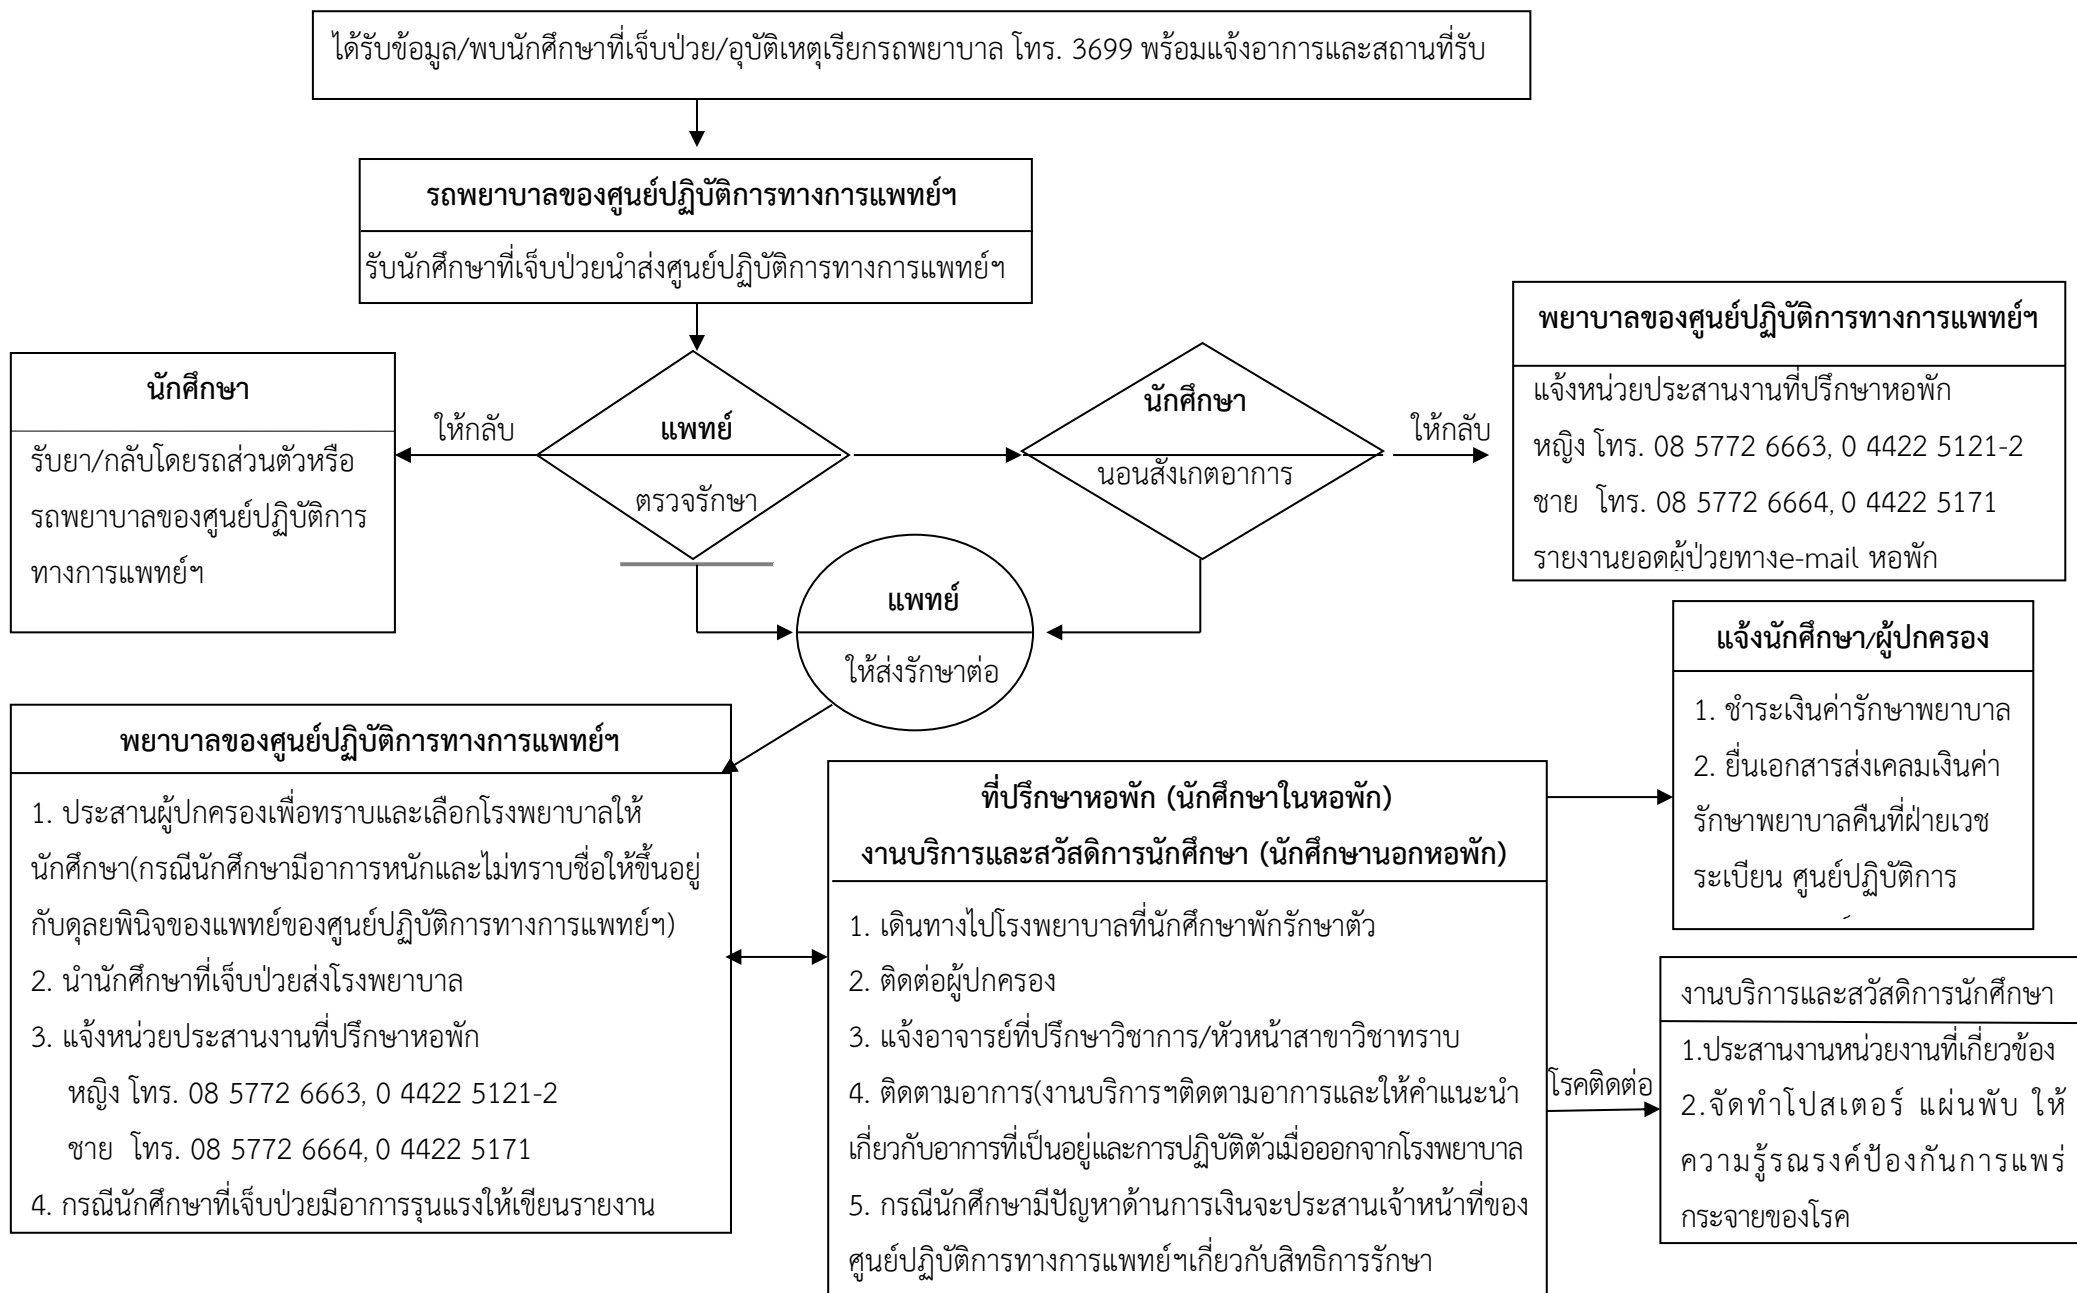 ได้รับข้อมูล/พบนักศึกษาที่เจ็บป่วย/อุบัติเหตุเรียกรถพยาบาล โทร. 3699 พร้อมแจ้งอาการและสถานที่รับ
รถพยาบาลของศูนย์ปฏิบัติการทางการแพทย์ฯ
รับนักศึกษาที่เจ็บป่วยนำส่งศูนย์ปฏิบัติการทางการแพทย์ฯ
นักศึกษา
รับยา/กลับโดยรถส่วนตัวหรือ
รถพยาบาลของศูนย์ปฏิบัติการ
ทางการแพทย์ฯ
ให้กลับ
แพทย์
ตรวจรักษา
นักศึกษา
นอนสังเกตอาการ
ให้กลับ
พยาบาลของศูนย์ปฏิบัติการทางการแพทย์ฯ
แจ้งหน่วยประสานงานที่ปรึกษาหอพัก
หญิง โทร. 08 5772 6663, 0 4422 5121-2
ชาย โทร. 08 5772 6664, 0 4422 5171
รายงานยอดผู้ป่วยทางe-mail หอพัก
แพทย์
ให้ส่งรักษาต่อ
พยาบาลของศูนย์ปฏิบัติการทางการแพทย์ฯ
1. ประสานผู้ปกครองเพื่อทราบและเลือกโรงพยาบาลให้
นักศึกษา(กรณีนักศึกษามีอาการหนักและไม่ทราบชื่อให้ขึ้นอยู่
กับดุลยพินิจของแพทย์ของศูนย์ปฏิบัติการทางการแพทย์ฯ)
2. นำนักศึกษาที่เจ็บป่วยส่งโรงพยาบาล
3. แจ้งหน่วยประสานงานที่ปรึกษาหอพัก
หญิง โทร. 08 5772 6663, 0 4422 5121-2
ชาย โทร. 08 5772 6664, 0 4422 5171
4. กรณีนักศึกษาที่เจ็บป่วยมีอาการรุนแรงให้เขียนรายงาน
ที่ปรึกษาหอพัก (นักศึกษาในหอพัก)
งานบริการและสวัสดิการนักศึกษา (นักศึกษานอกหอพัก)
1. เดินทางไปโรงพยาบาลที่นักศึกษาพักรักษาตัว
2. ติดต่อผู้ปกครอง
3. แจ้งอาจารย์ที่ปรึกษาวิชาการ/หัวหน้าสาขาวิชาทราบ
4. ติดตามอาการ(งานบริการฯติดตามอาการและให้คำแนะนำ
เกี่ยวกับอาการที่เป็นอยู่และการปฏิบัติตัวเมื่อออกจากโรงพยาบาล
5. กรณีนักศึกษามีปัญหาด้านการเงินจะประสานเจ้าหน้าที่ของ
ศูนย์ปฏิบัติการทางการแพทย์ฯเกี่ยวกับสิทธิการรักษา
แจ้งนักศึกษา/ผู้ปกครอง
1. ชำระเงินค่ารักษาพยาบาล
2. ยื่นเอกสารส่งเคลมเงินค่า
รักษาพยาบาลคืนที่ฝ่ายเวช
ระเบียน ศูนย์ปฏิบัติการ
โรคติดต่อ
งานบริการและสวัสดิการนักศึกษา
1.ประสานงานหน่วยงานที่เกี่ยวข้อง
2.จัดทำโปสเตอร์ แผ่นพับ ให้
ความรู้รณรงค์ป้องกันการแพร่
กระจายของโรค